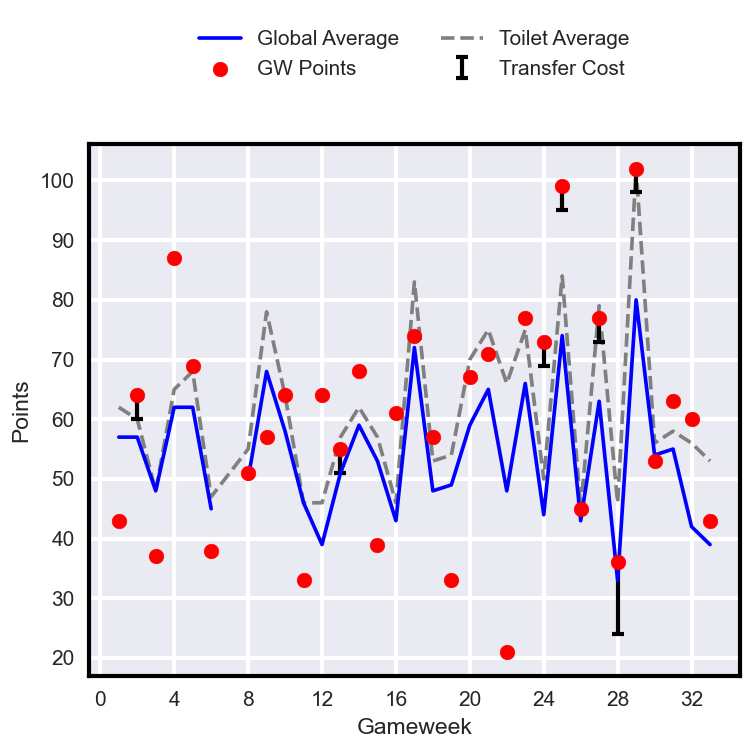 Global Average
Toilet Average
GW Points
Transfer Cost
100
90
80
70
60
50
40
30
20
Points
0 4 8 12 16 20 24 28 32
Gameweek